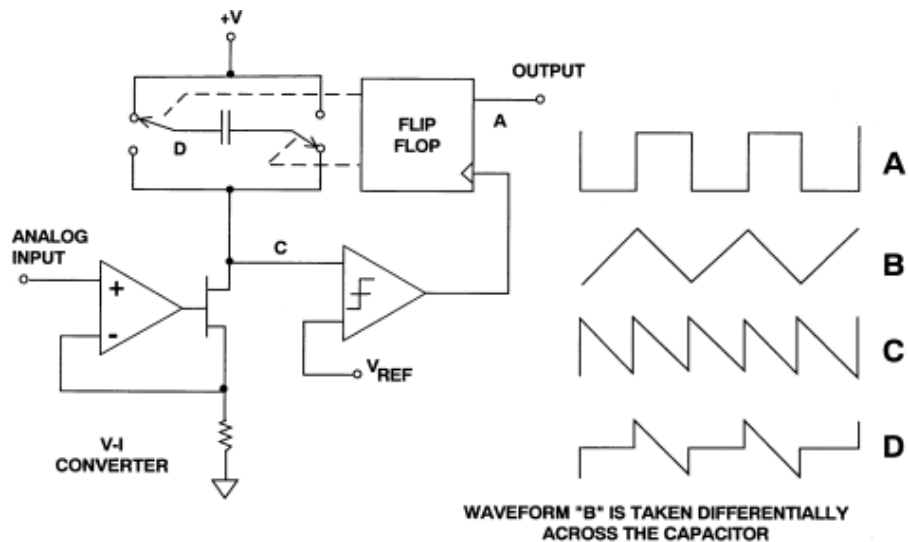 +V
OUTPUT
FLIP
FLOP
A
D
A
ANALOG
INPUT
C
B
+
-
C
VREF
V-I
CONVERTER
D
WAVEFORM "B" IS TAKEN DIFFERENTIALLY
ACROSS THE CAPACITOR